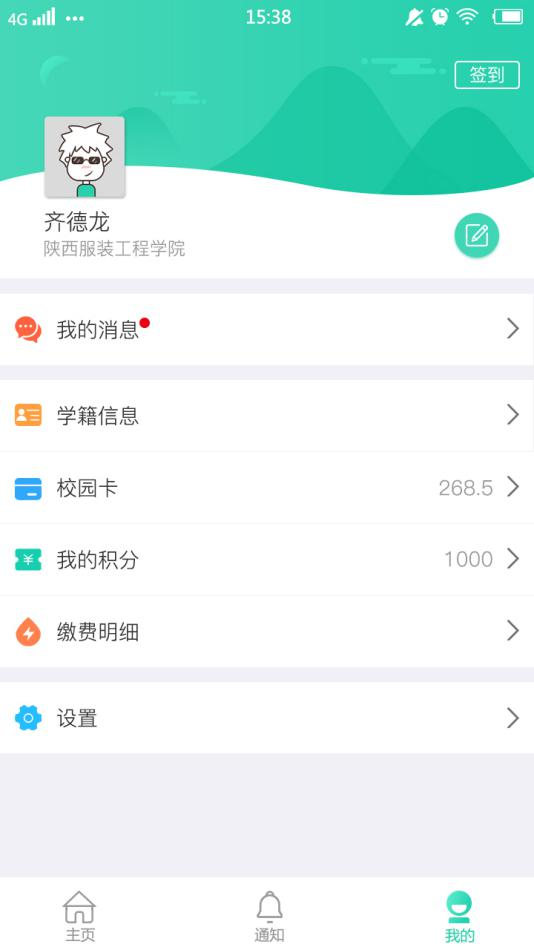 4G 15:38
签到
齐德龙
陕西服装工程学院
我的消息
学籍信息
校园卡 268.5
我的积分 1000
缴费明细
设置
主页 通知 我的